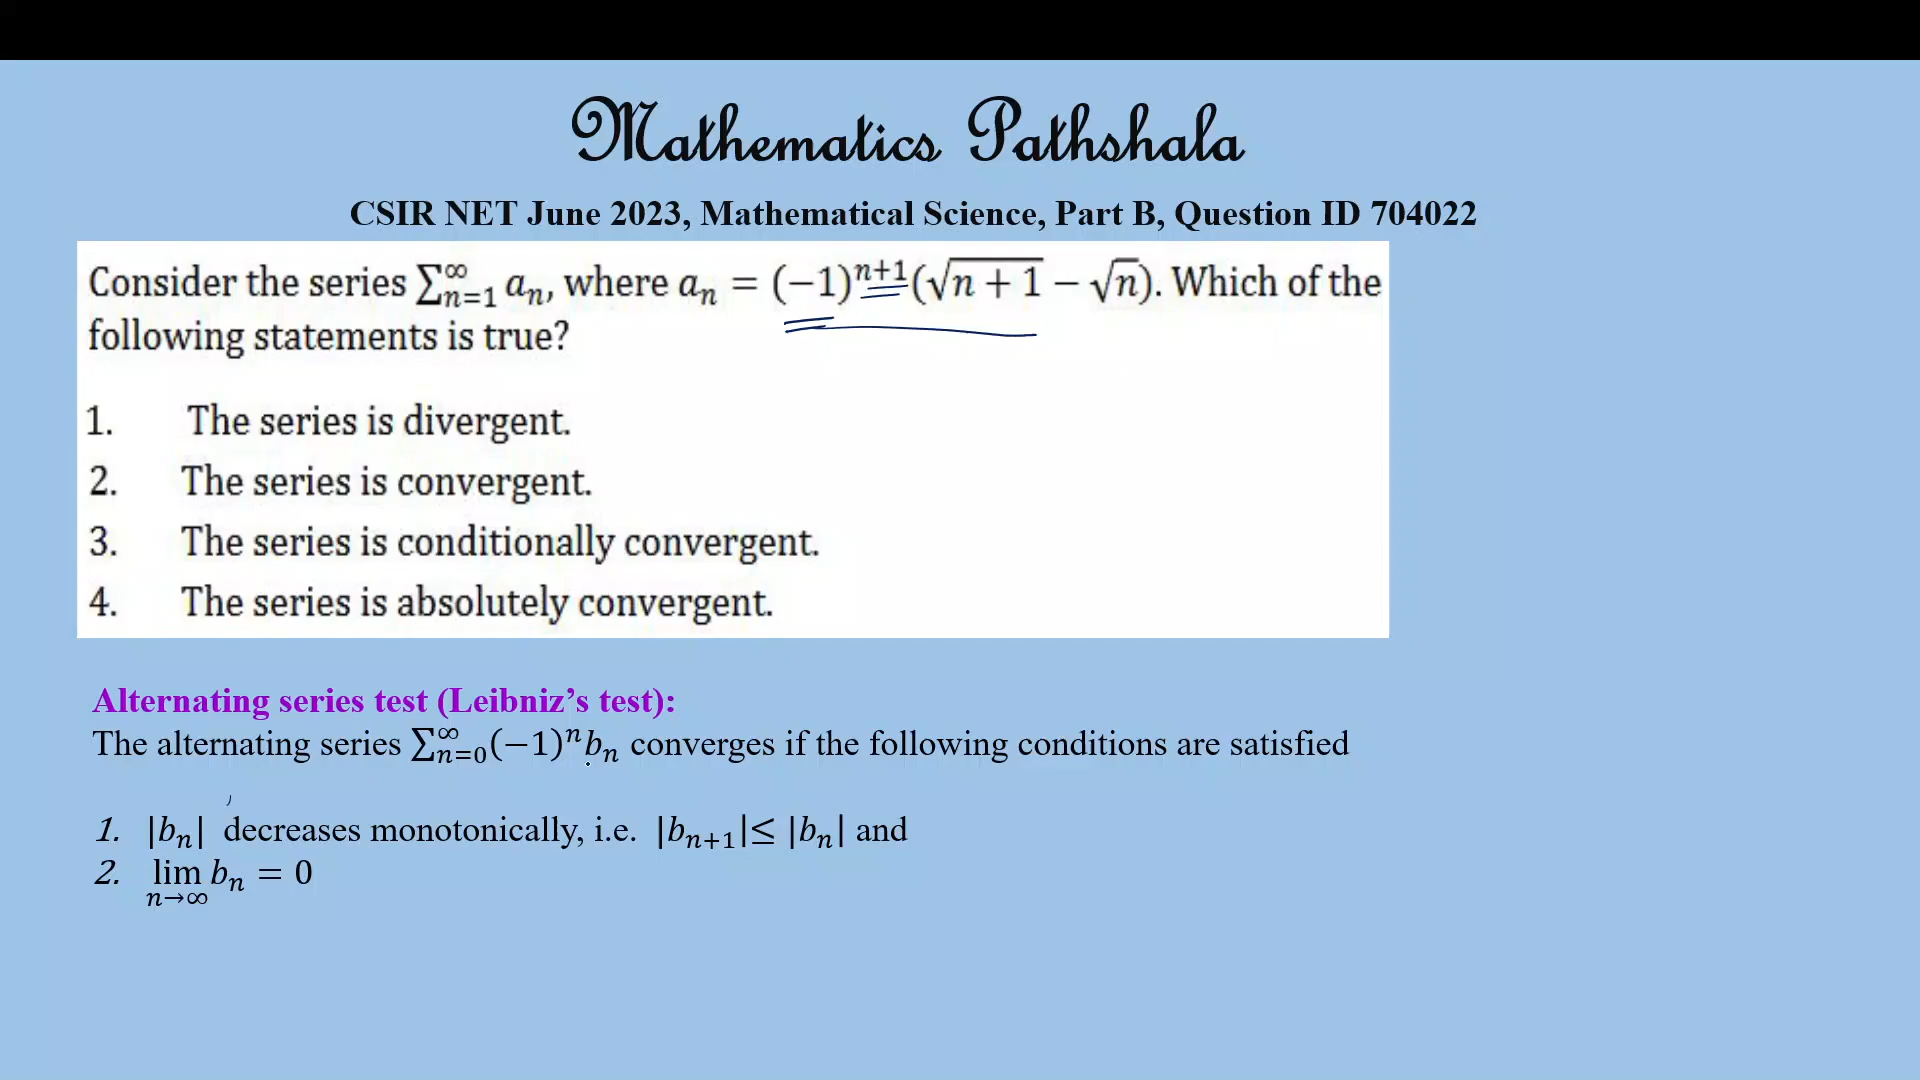 Mathematics Pathshala
CSIR NET June 2023, Mathematical Science, Part B, Question ID 704022
Consider the series ∑_{n=1}^{∞} a_n, where a_n = (−1)^{n+1}(√(n + 1) − √n). Which of the
following statements is true?
1. The series is divergent.
2. The series is convergent.
3. The series is conditionally convergent.
4. The series is absolutely convergent.
Alternating series test (Leibniz’s test):
The alternating series ∑_{n=0}^{∞}(−1)^n b_n converges if the following conditions are satisfied
1. |b_n| decreases monotonically, i.e. |b_{n+1}|≤ |b_n| and
2. lim_{n→∞} b_n = 0